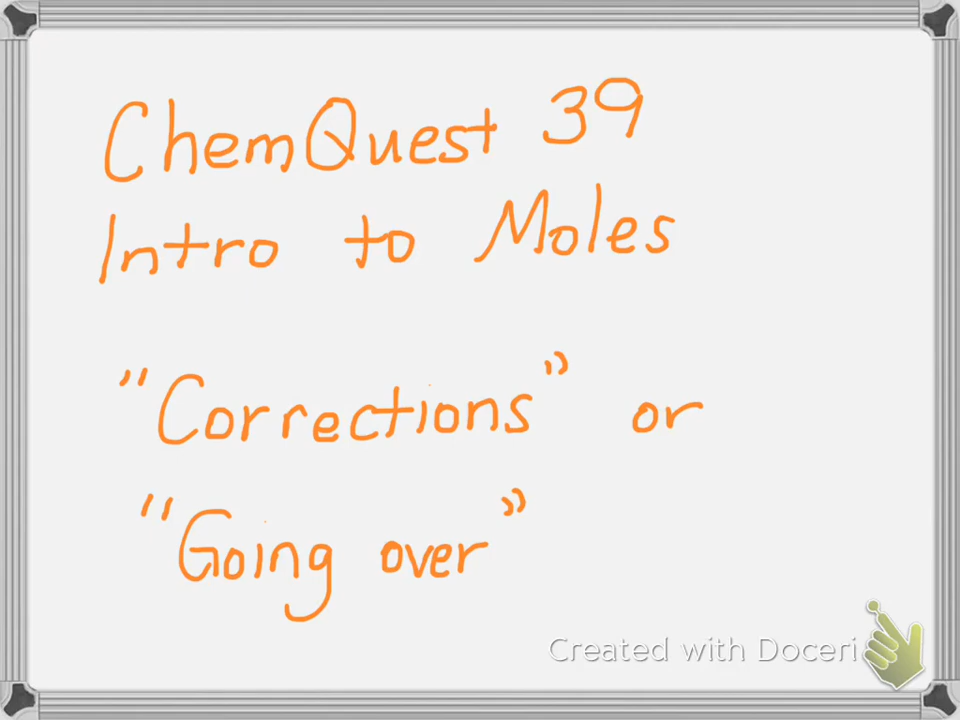 ChemQuest 39
Intro to Moles
"Corrections" or
"Going over"
Created with Doceri